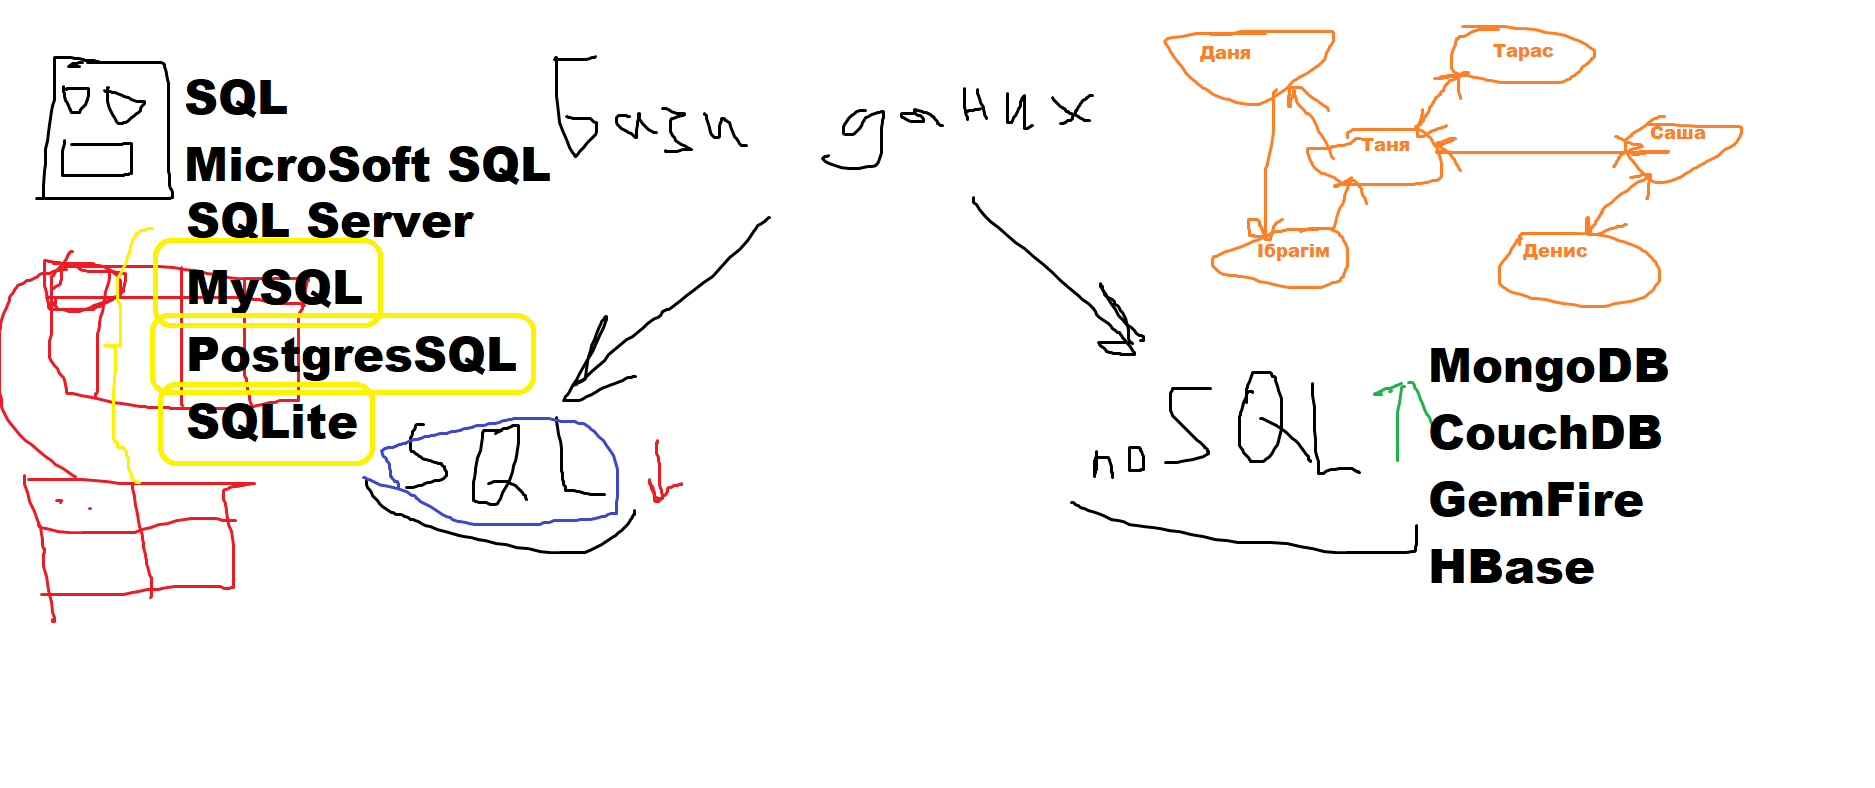 Бази даних
SQL
MicroSoft SQL
SQL Server
MySQL
PostgresSQL
SQLite
SQL
noSQL
MongoDB
CouchDB
GemFire
HBase
Даня
Тарас
Таня
Саша
Ібрагім
Денис